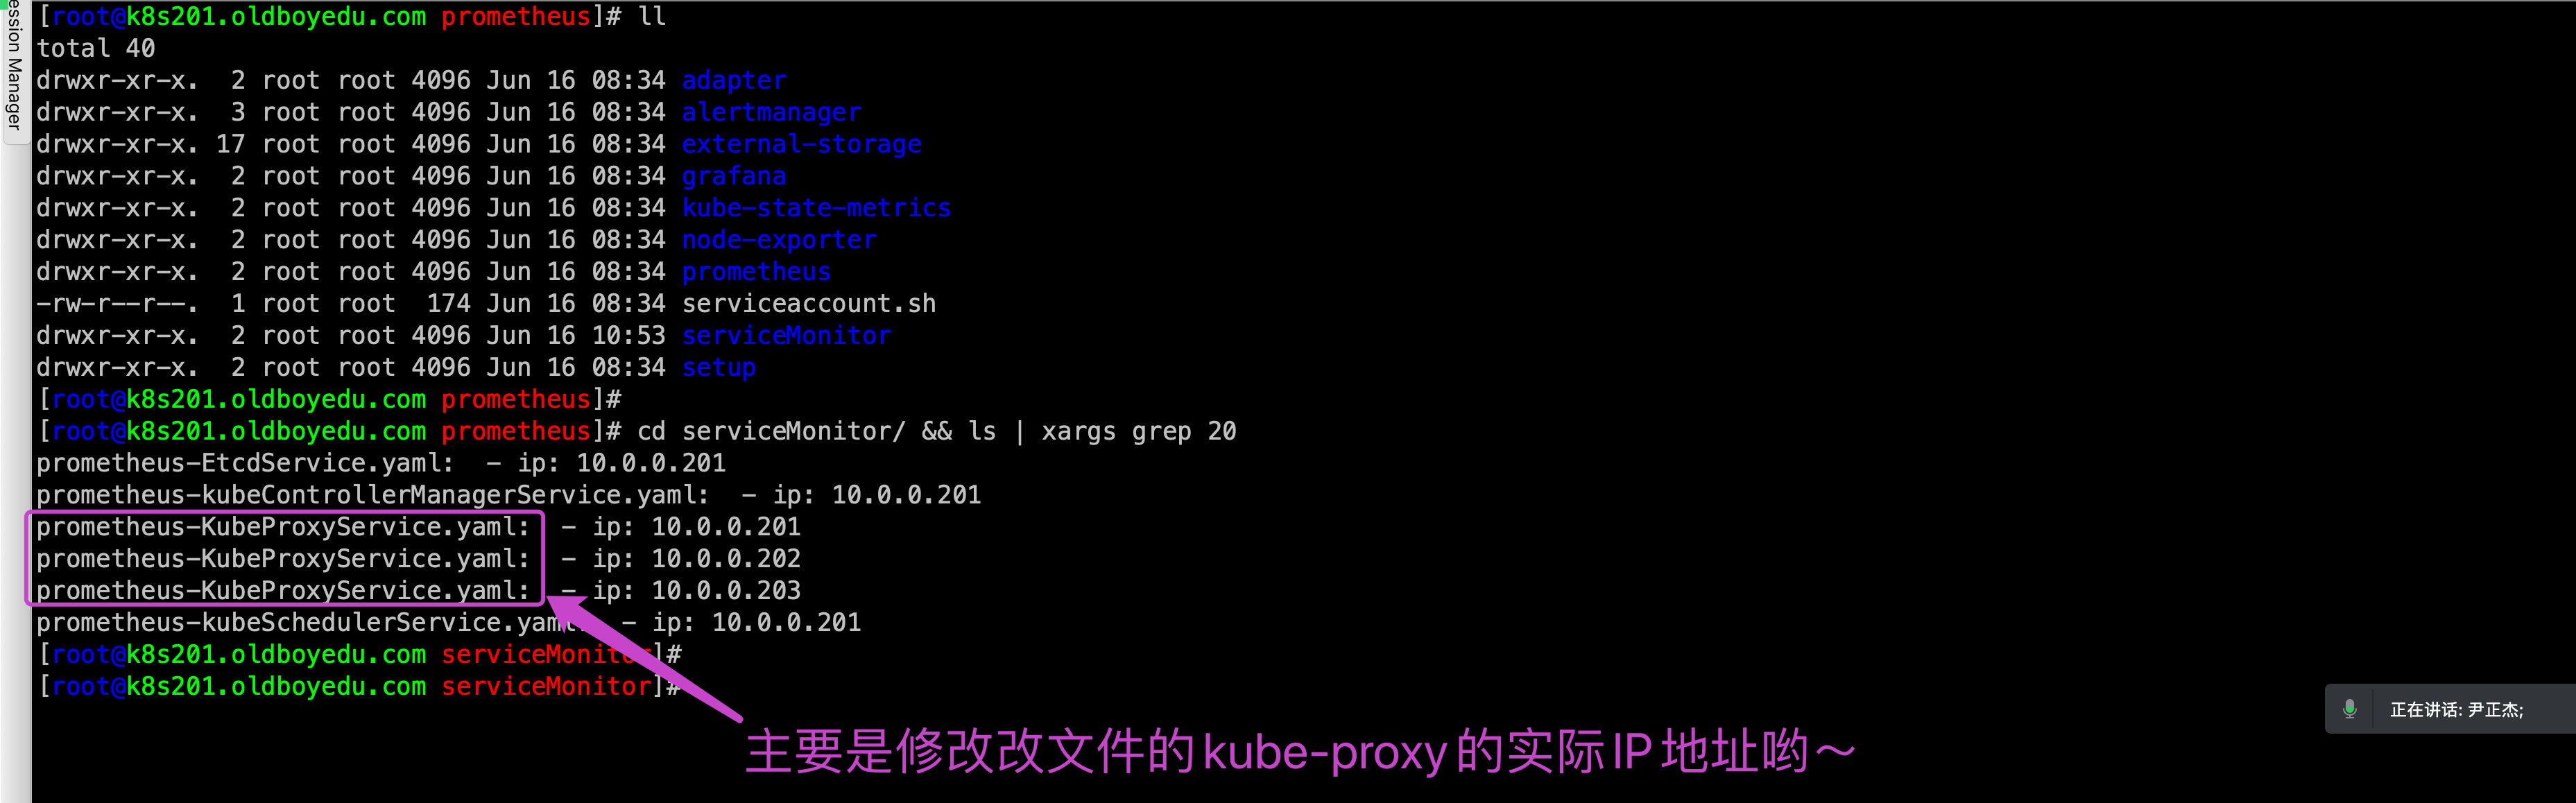 ession Manager
[root@k8s201.oldboyedu.com prometheus]# ll
total 40
drwxr-xr-x.  2 root root 4096 Jun 16 08:34 adapter
drwxr-xr-x.  3 root root 4096 Jun 16 08:34 alertmanager
drwxr-xr-x. 17 root root 4096 Jun 16 08:34 external-storage
drwxr-xr-x.  2 root root 4096 Jun 16 08:34 grafana
drwxr-xr-x.  2 root root 4096 Jun 16 08:34 kube-state-metrics
drwxr-xr-x.  2 root root 4096 Jun 16 08:34 node-exporter
drwxr-xr-x.  2 root root 4096 Jun 16 08:34 prometheus
-rw-r--r--.  1 root root  174 Jun 16 08:34 serviceaccount.sh
drwxr-xr-x.  2 root root 4096 Jun 16 10:53 serviceMonitor
drwxr-xr-x.  2 root root 4096 Jun 16 08:34 setup
[root@k8s201.oldboyedu.com prometheus]#
[root@k8s201.oldboyedu.com prometheus]# cd serviceMonitor/ && ls | xargs grep 20
prometheus-EtcdService.yaml:  - ip: 10.0.0.201
prometheus-kubeControllerManagerService.yaml:  - ip: 10.0.0.201
prometheus-KubeProxyService.yaml:  - ip: 10.0.0.201
prometheus-KubeProxyService.yaml:  - ip: 10.0.0.202
prometheus-KubeProxyService.yaml:  - ip: 10.0.0.203
prometheus-kubeSchedulerService.yaml:  - ip: 10.0.0.201
[root@k8s201.oldboyedu.com serviceMonitor]#
[root@k8s201.oldboyedu.com serviceMonitor]#
正在讲话: 尹正杰;
主要是修改改文件的kube-proxy的实际IP地址哟～